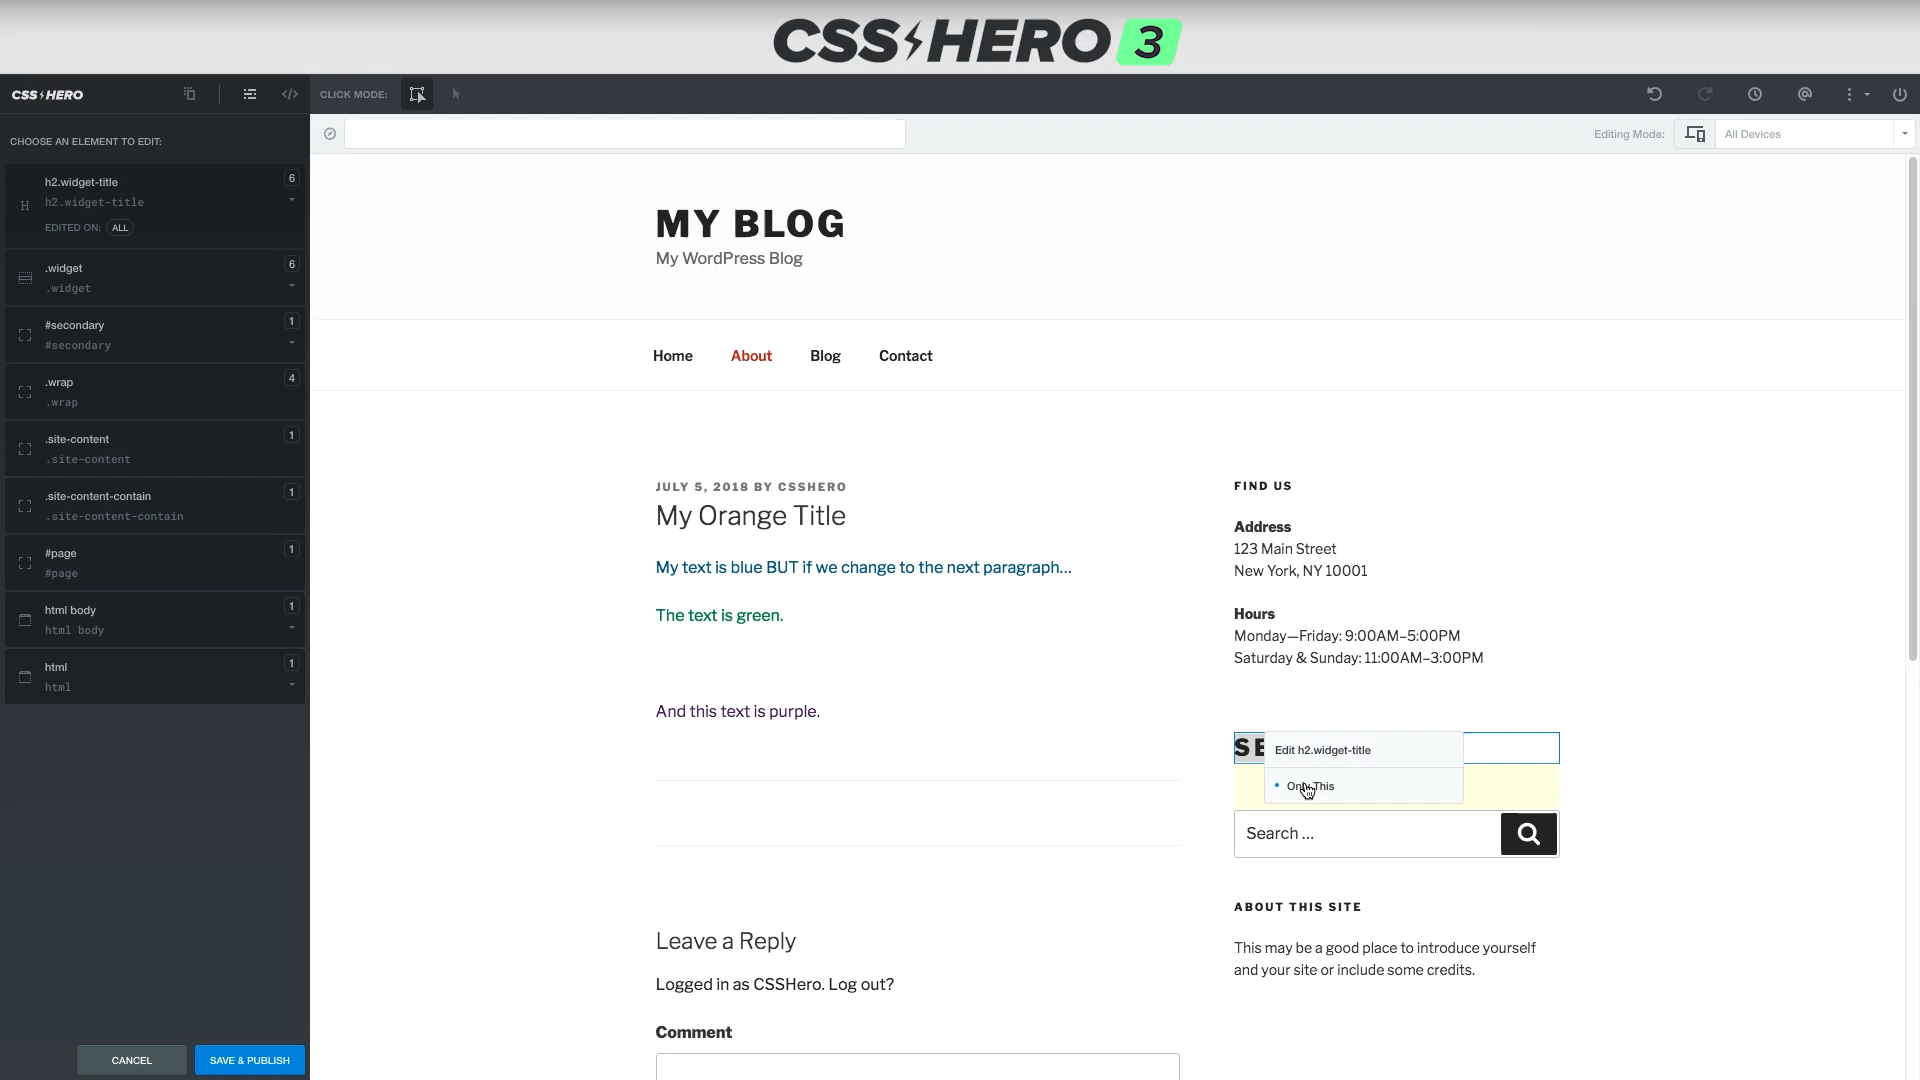 CSS HERO 3
CSS HERO
CLICK MODE:
CHOOSE AN ELEMENT TO EDIT:
Editing Mode:
All Devices
h2.widget-title
6
h2.widget-title
EDITED ON: ALL
.widget
6
.widget
#secondary
1
#secondary
.wrap
4
.wrap
.site-content
1
.site-content
.site-content-contain
1
.site-content-contain
#page
1
#page
html body
1
html body
html
1
html
CANCEL
SAVE & PUBLISH
MY BLOG
My WordPress Blog
Home
About
Blog
Contact
JULY 5, 2018 BY CSSHERO
My Orange Title
My text is blue BUT if we change to the next paragraph...
The text is green.
And this text is purple.
Leave a Reply
Logged in as CSSHero. Log out?
Comment
FIND US
Address
123 Main Street
New York, NY 10001
Hours
Monday—Friday: 9:00AM–5:00PM
Saturday & Sunday: 11:00AM–3:00PM
SE
Edit h2.widget-title
Only This
Search ...
ABOUT THIS SITE
This may be a good place to introduce yourself
and your site or include some credits.